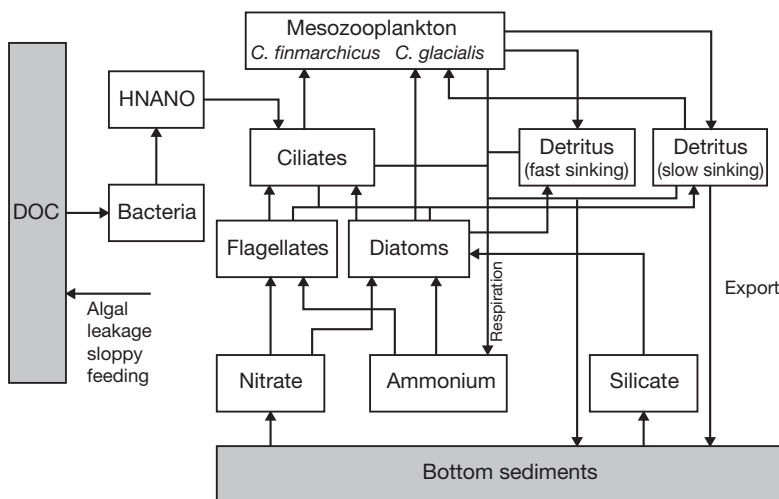 Mesozooplankton
C. finmarchicus C. glacialis
HNANO
Ciliates
Detritus
(fast sinking)
Detritus
(slow sinking)
DOC
Bacteria
Flagellates
Diatoms
Respiration
Export
Algal
leakage
sloppy
feeding
Nitrate
Ammonium
Silicate
Bottom sediments